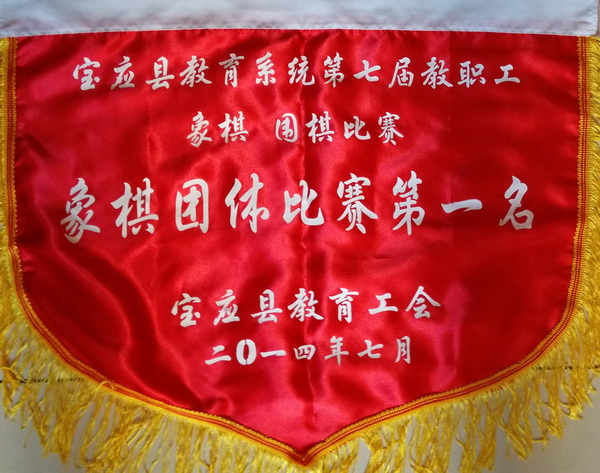 宝应县教育系统第七届教职工
象棋 围棋比赛
象棋团体比赛第一名
宝应县教育工会
二〇一四年七月